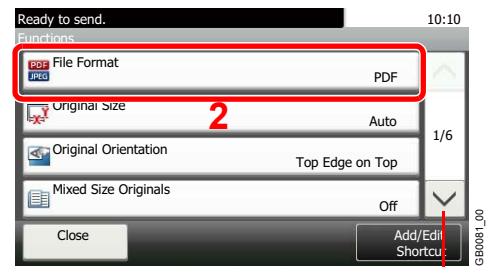 Ready to send.
10:10
Functions
PDF
JPEG
File Format
PDF
2
X
Y
Original Size
Auto
1/6
Original Orientation
Top Edge on Top
Mixed Size Originals
Off
Close
Add/Edit
Shortcut
GB0081_00